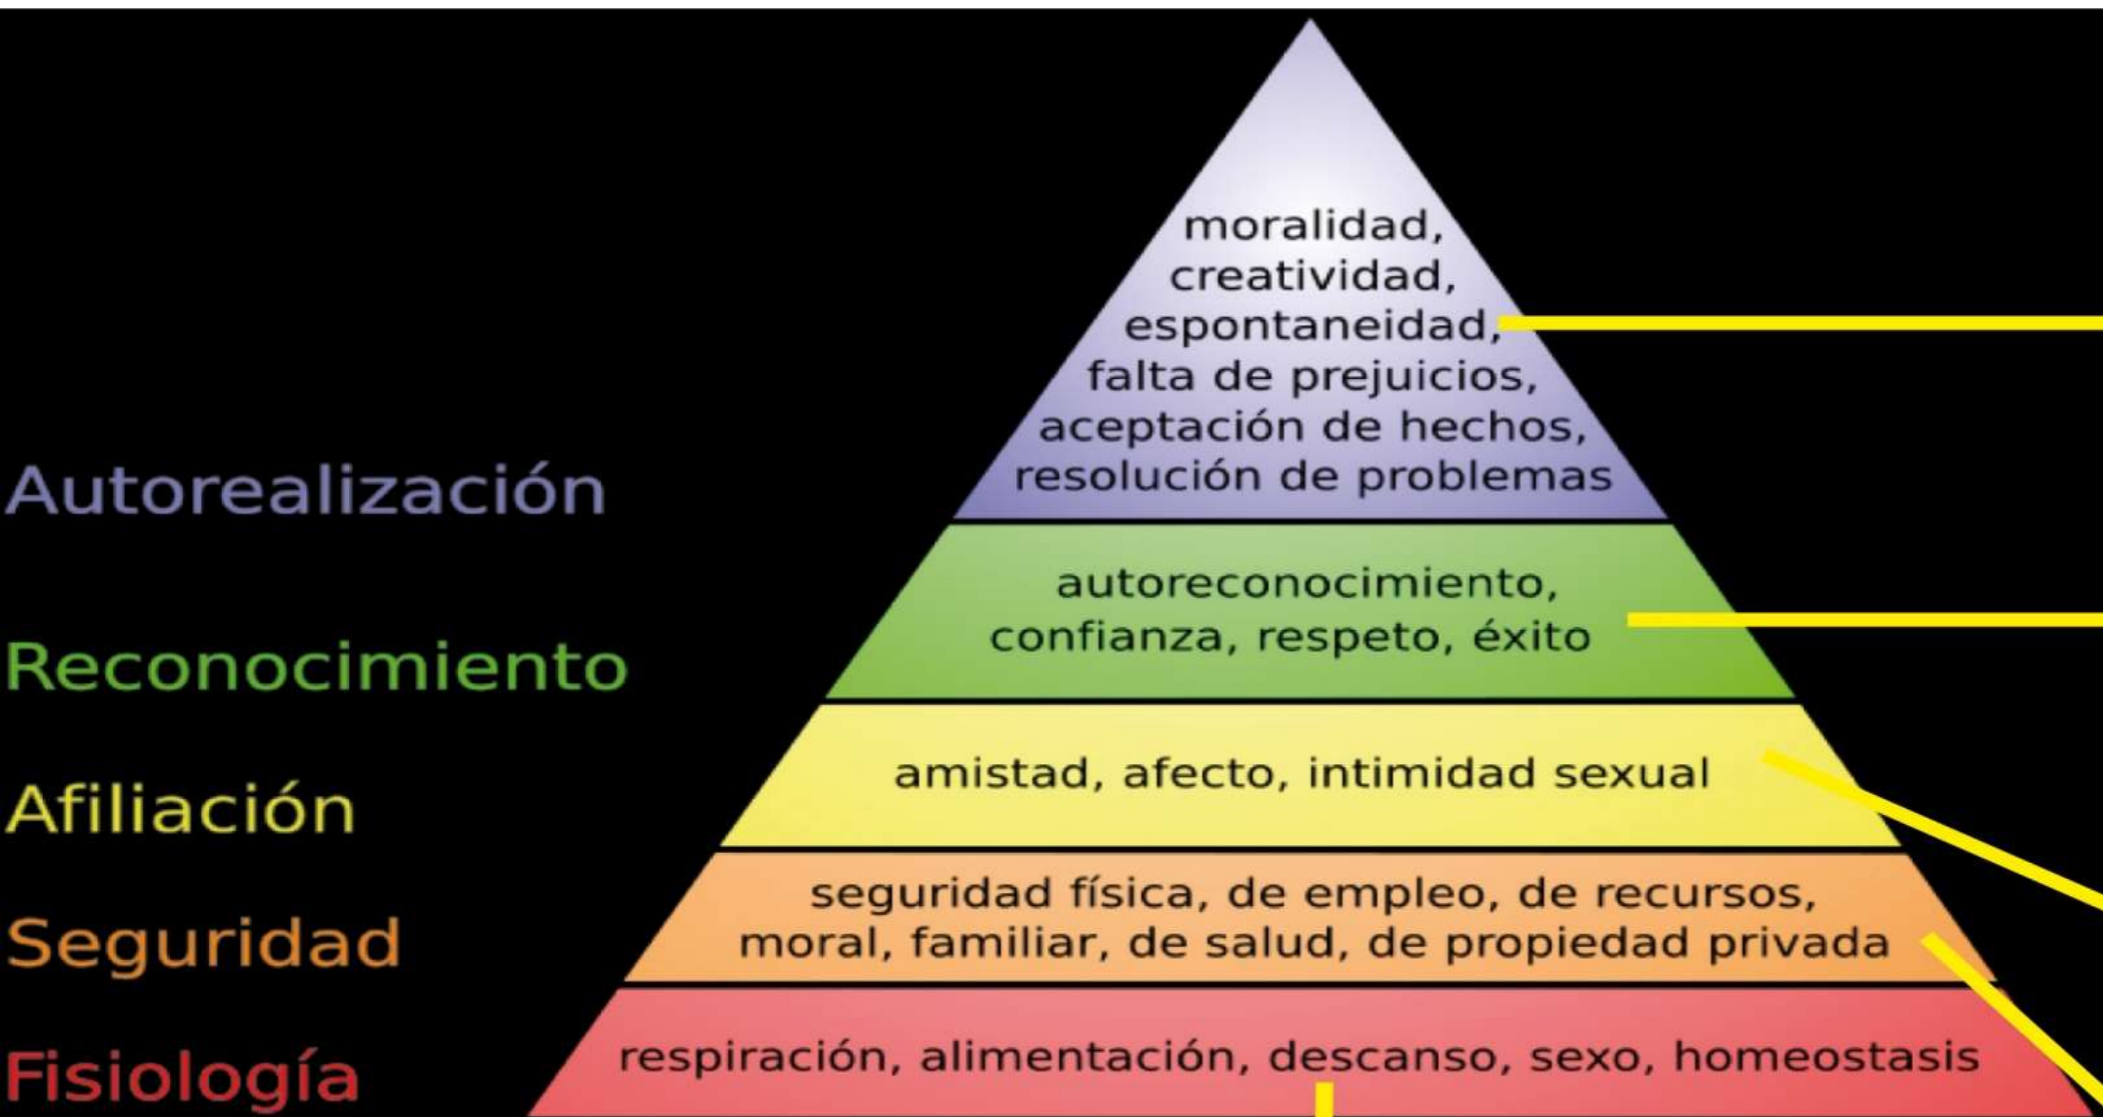 moralidad,
creatividad,
espontaneidad,
falta de prejuicios,
aceptación de hechos,
resolución de problemas
Autorealización
autoreconocimiento,
confianza, respeto, éxito
Reconocimiento
amistad, afecto, intimidad sexual
Afiliación
seguridad física, de empleo, de recursos,
moral, familiar, de salud, de propiedad privada
Seguridad
respiración, alimentación, descanso, sexo, homeostasis
Fisiología